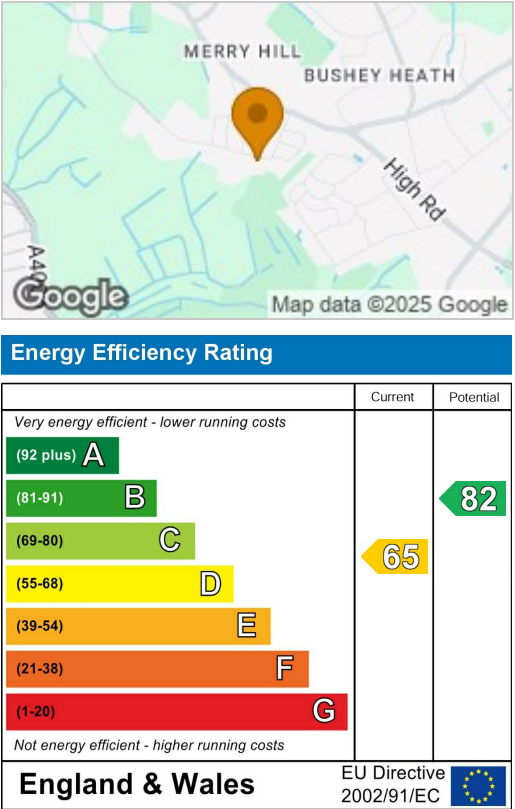 MERRY HILL
BUSHEY HEATH
High Rd
Google
Map data ©2025 Google
Energy Efficiency Rating
Current Potential
Very energy efficient - lower running costs
(92 plus) A
(81-91) B
82
(69-80) C
65
(55-68) D
(39-54) E
(21-38) F
(1-20) G
Not energy efficient - higher running costs
England & Wales
EU Directive
2002/91/EC